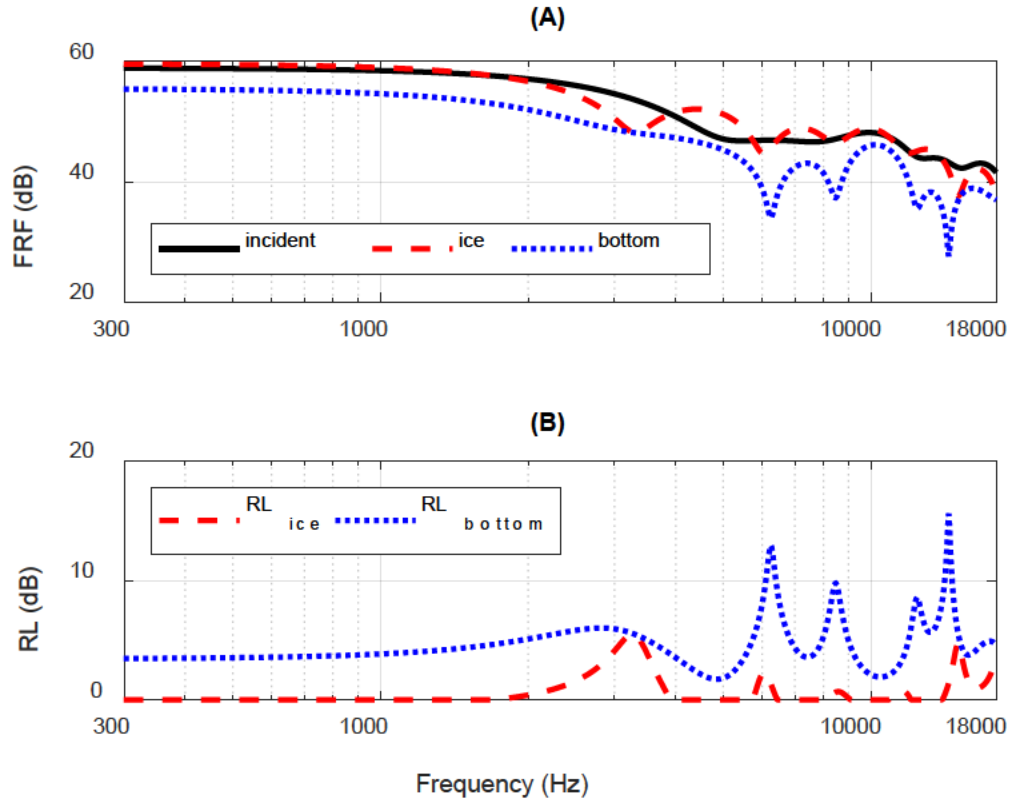 (A)
60
40
20
FRF (dB)
incident ice bottom
300 1000 10000 18000
(B)
20
10
0
RL (dB)
RL ice RL bottom
300 1000 10000 18000
Frequency (Hz)